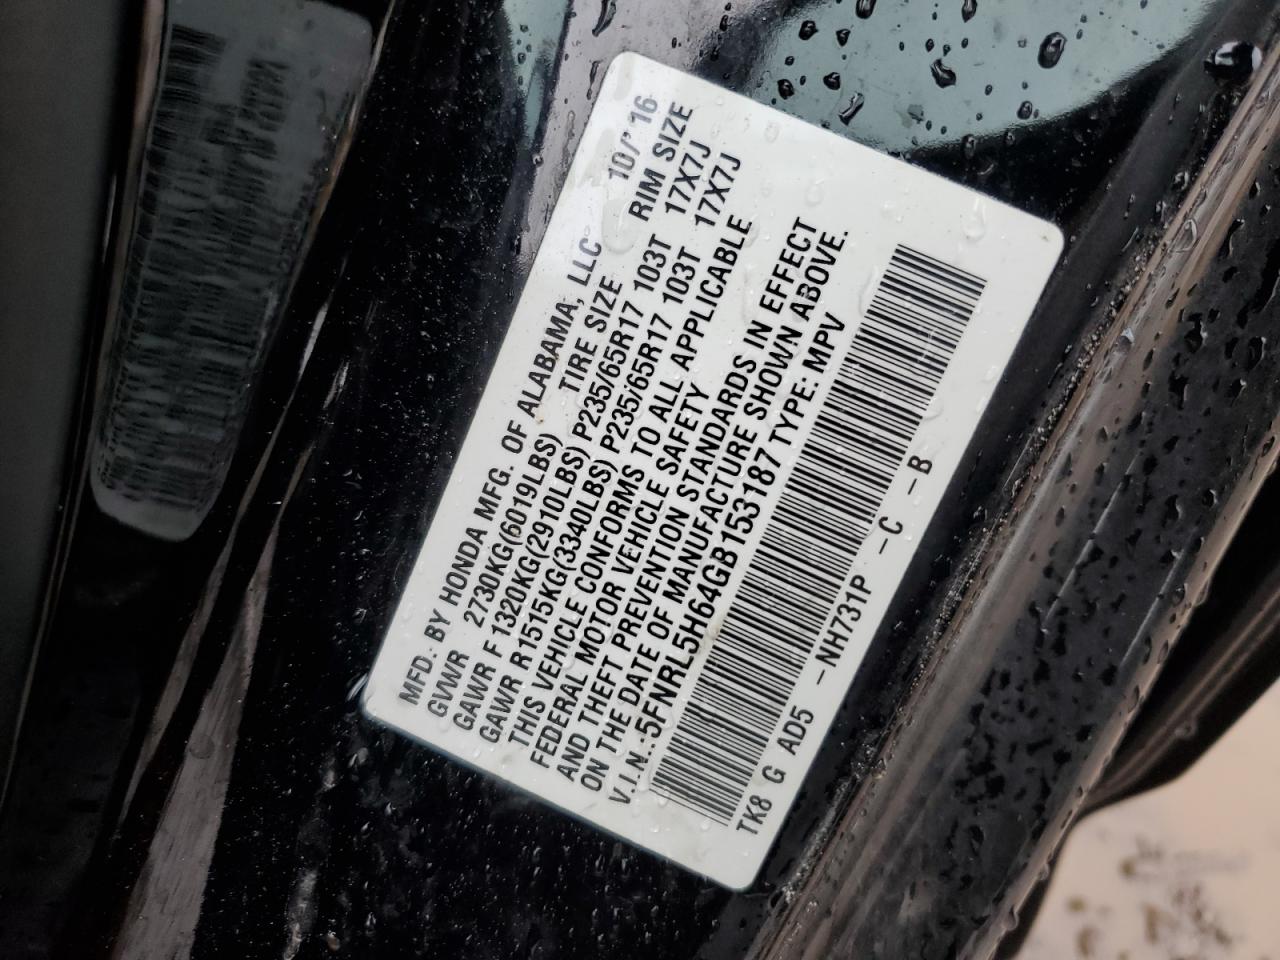 MFD. BY HONDA MFG. OF ALABAMA, LLC 10/'16
GVWR 2730KG(6019LBS) TIRE SIZE RIM SIZE
GAWR F 1320KG(2910LBS) P235/65R17 103T 17X7J
GAWR R1515KG(3340LBS) P235/65R17 103T 17X7J
THIS VEHICLE CONFORMS TO ALL APPLICABLE
FEDERAL MOTOR VEHICLE SAFETY
AND THEFT PREVENTION STANDARDS IN EFFECT
ON THE DATE OF MANUFACTURE SHOWN ABOVE.
V.I.N.:5FNRL5H64GB153187 TYPE: MPV
TK8 G AD5 -NH731P -C -B